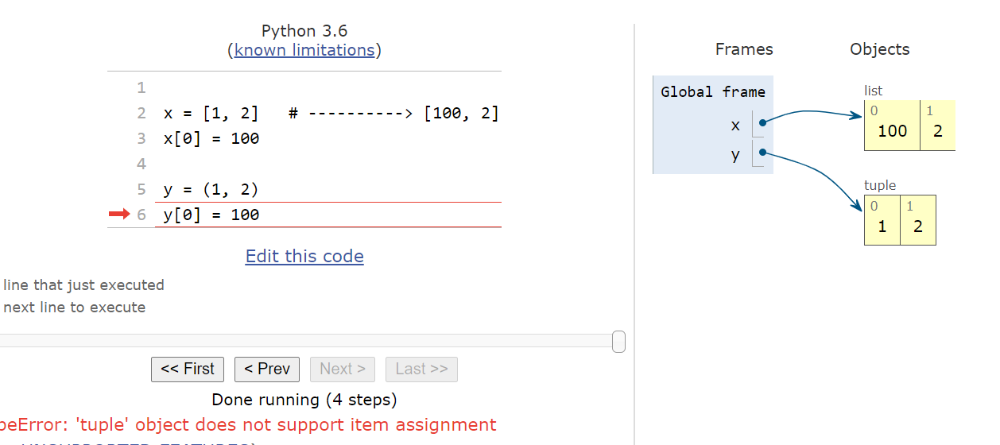 Python 3.6
(known limitations)
1
2 x = [1, 2]   # ----------> [100, 2]
3 x[0] = 100
4
5 y = (1, 2)
6 y[0] = 100
Edit this code
line that just executed
next line to execute
<< First < Prev Next > Last >>
Done running (4 steps)
peError: 'tuple' object does not support item assignment
Frames Objects
Global frame
x
y
list
0 1
100 2
tuple
0 1
1 2